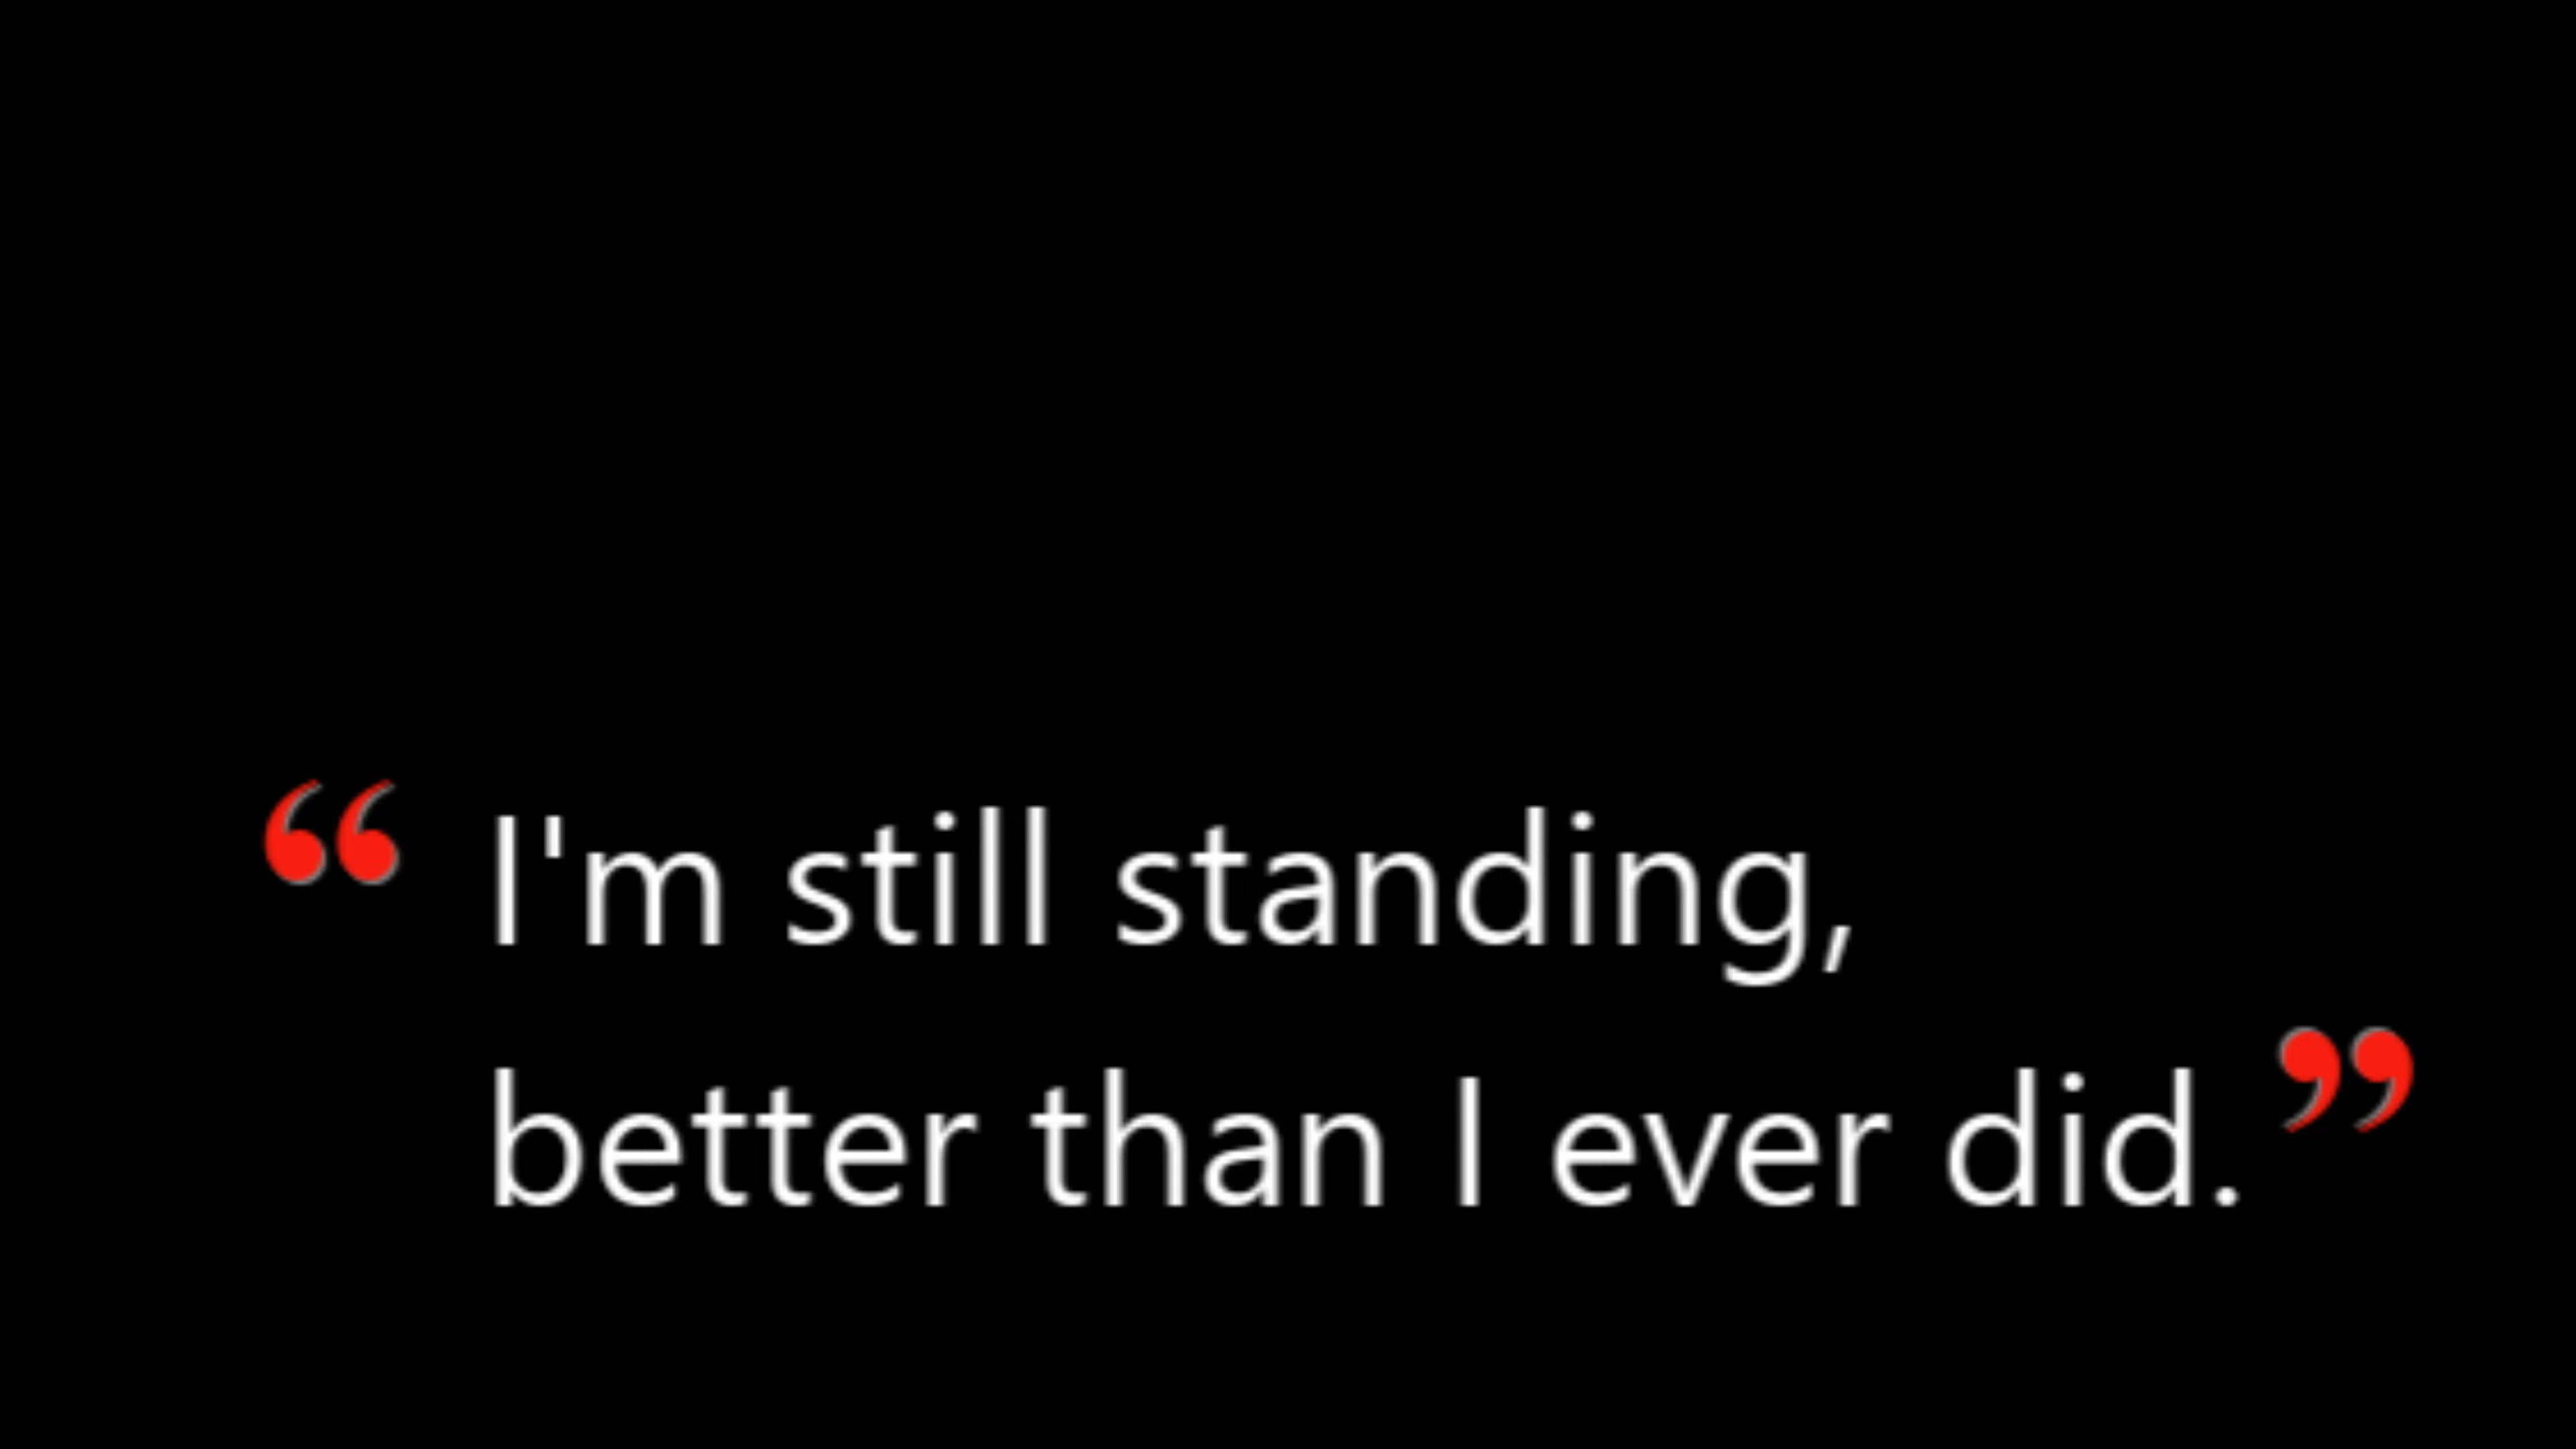 “ I'm still standing,
better than I ever did.”